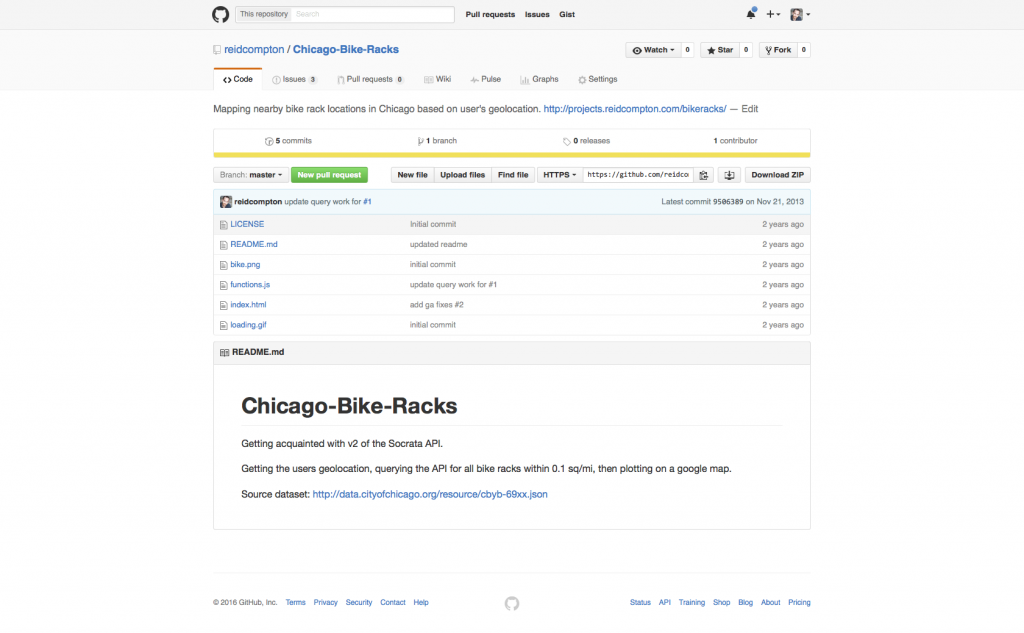 This repository Search Pull requests Issues Gist
reidcompton / Chicago-Bike-Racks Watch 0 Star 0 Fork 0
Code Issues 3 Pull requests 0 Wiki Pulse Graphs Settings
Mapping nearby bike rack locations in Chicago based on user's geolocation. http://projects.reidcompton.com/bikeracks/ — Edit
5 commits 1 branch 0 releases 1 contributor
Branch: master New pull request New file Upload files Find file HTTPS https://github.com/reidco Download ZIP
reidcompton update query work for #1 Latest commit 9506389 on Nov 21, 2013
LICENSE Initial commit 2 years ago
README.md updated readme 2 years ago
bike.png initial commit 2 years ago
functions.js update query work for #1 2 years ago
index.html add ga fixes #2 2 years ago
loading.gif initial commit 2 years ago
README.md
Chicago-Bike-Racks
Getting acquainted with v2 of the Socrata API.
Getting the users geolocation, querying the API for all bike racks within 0.1 sq/mi, then plotting on a google map.
Source dataset: http://data.cityofchicago.org/resource/cbyb-69xx.json
© 2016 GitHub, Inc. Terms Privacy Security Contact Help Status API Training Shop Blog About Pricing